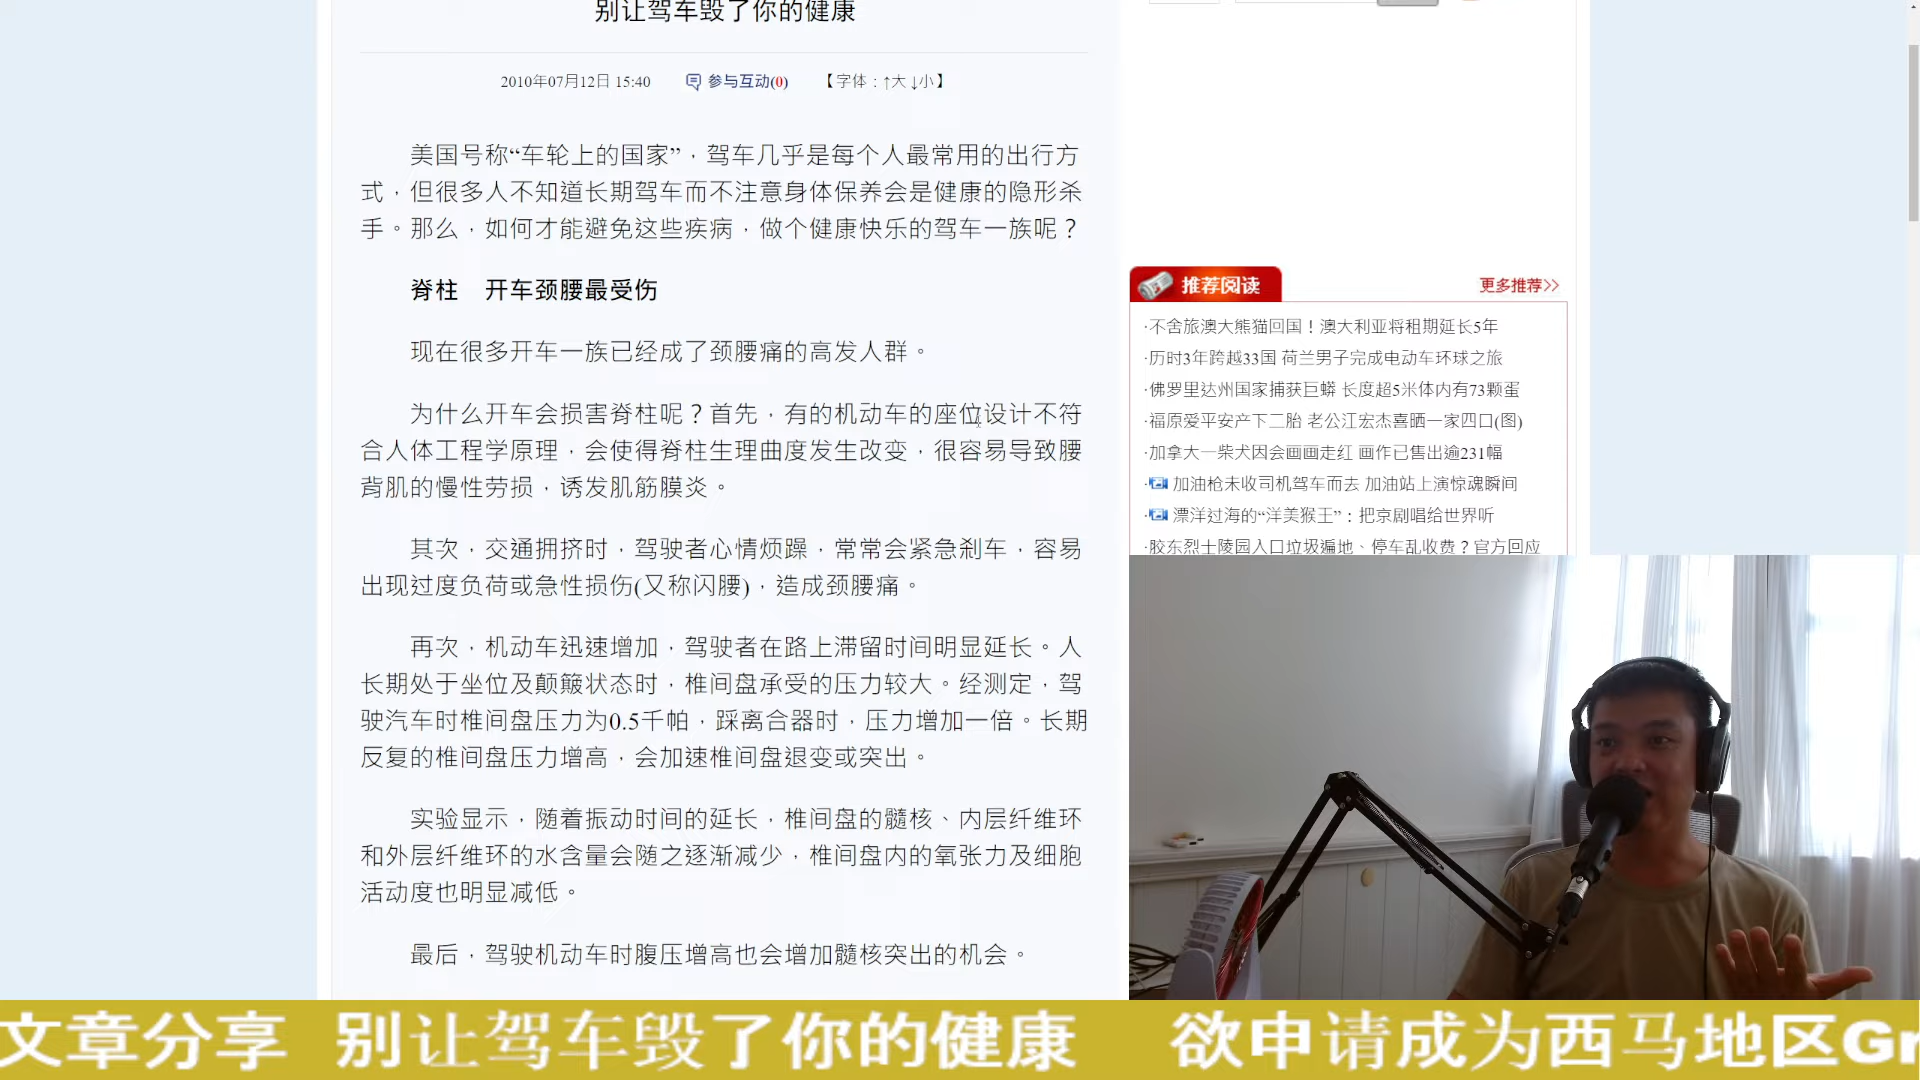 别让驾车毁了你的健康
2010年07月12日 15:40 参与互动(0) 【字体：↑大 ↓小】
美国号称“车轮上的国家”，驾车几乎是每个人最常用的出行方
式，但很多人不知道长期驾车而不注意身体保养会是健康的隐形杀
手。那么，如何才能避免这些疾病，做个健康快乐的驾车一族呢？
脊柱　开车颈腰最受伤
现在很多开车一族已经成了颈腰痛的高发人群。
为什么开车会损害脊柱呢？首先，有的机动车的座位设计不符
合人体工程学原理，会使得脊柱生理曲度发生改变，很容易导致腰
背肌的慢性劳损，诱发肌筋膜炎。
其次，交通拥挤时，驾驶者心情烦躁，常常会紧急刹车，容易
出现过度负荷或急性损伤(又称闪腰)，造成颈腰痛。
再次，机动车迅速增加，驾驶者在路上滞留时间明显延长。人
长期处于坐位及颠簸状态时，椎间盘承受的压力较大。经测定，驾
驶汽车时椎间盘压力为0.5千帕，踩离合器时，压力增加一倍。长期
反复的椎间盘压力增高，会加速椎间盘退变或突出。
实验显示，随着振动时间的延长，椎间盘的髓核、内层纤维环
和外层纤维环的水含量会随之逐渐减少，椎间盘内的氧张力及细胞
活动度也明显减低。
最后，驾驶机动车时腹压增高也会增加髓核突出的机会。
推荐阅读 更多推荐>>
·不舍旅澳大熊猫回国！澳大利亚将租期延长5年
·历时3年跨越33国 荷兰男子完成电动车环球之旅
·佛罗里达州国家捕获巨蟒 长度超5米体内有73颗蛋
·福原爱平安产下二胎 老公江宏杰喜晒一家四口(图)
·加拿大一柴犬因会画画走红 画作已售出逾231幅
·加油枪未收司机驾车而去 加油站上演惊魂瞬间
·漂洋过海的“洋美猴王”：把京剧唱给世界听
·胶东烈士陵园入口垃圾遍地、停车乱收费？官方回应
文章分享 别让驾车毁了你的健康 欲申请成为西马地区Gr